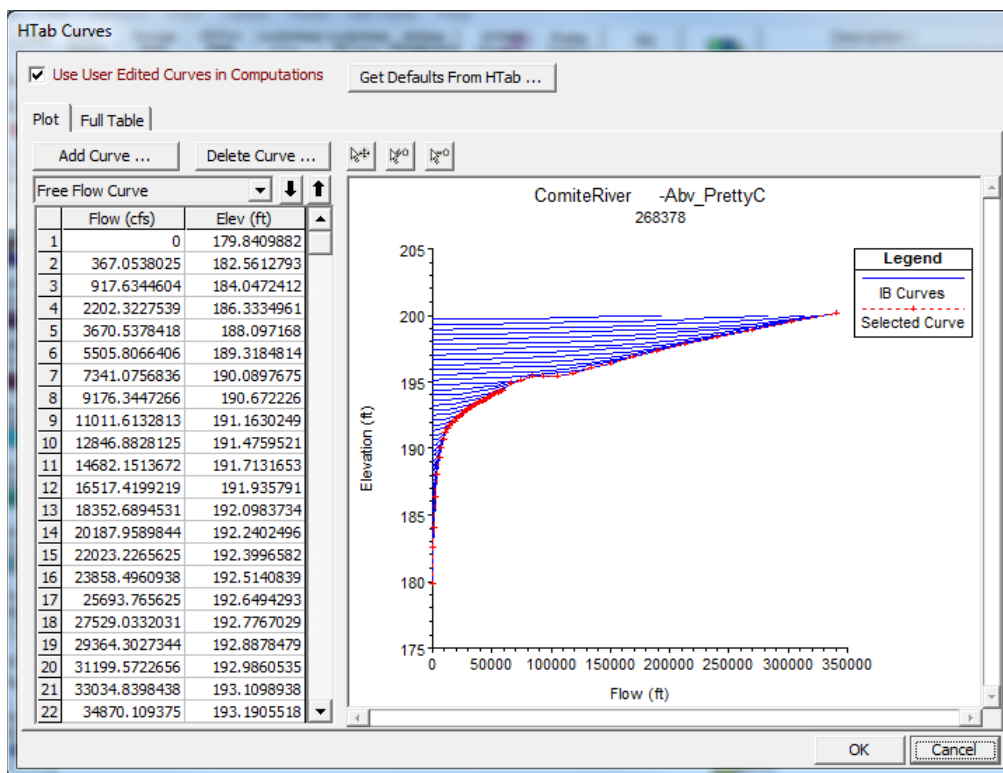 HTab Curves
Use User Edited Curves in Computations
Get Defaults From HTab ...
Plot
Full Table
Add Curve ...
Delete Curve ...
Free Flow Curve
Flow (cfs) Elev (ft)
1 0 179.8409882
2 367.0538025 182.5612793
3 917.6344604 184.0472412
4 2202.3227539 186.3334961
5 3670.5378418 188.097168
6 5505.8066406 189.3184814
7 7341.0756836 190.0897675
8 9176.3447266 190.672226
9 11011.6132813 191.1630249
10 12846.8828125 191.4759521
11 14682.1513672 191.7131653
12 16517.4199219 191.935791
13 18352.6894531 192.0983734
14 20187.9589844 192.2402496
15 22023.2265625 192.3996582
16 23858.4960938 192.5140839
17 25693.765625 192.6494293
18 27529.0332031 192.7767029
19 29364.3027344 192.8878479
20 31199.5722656 192.9860535
21 33034.8398438 193.1098938
22 34870.109375 193.1905518
ComiteRiver -Abv_PrettyC
268378
Elevation (ft)
205
200
195
190
185
180
175
0 50000 100000 150000 200000 250000 300000 350000
Flow (ft)
Legend
IB Curves
Selected Curve
OK
Cancel